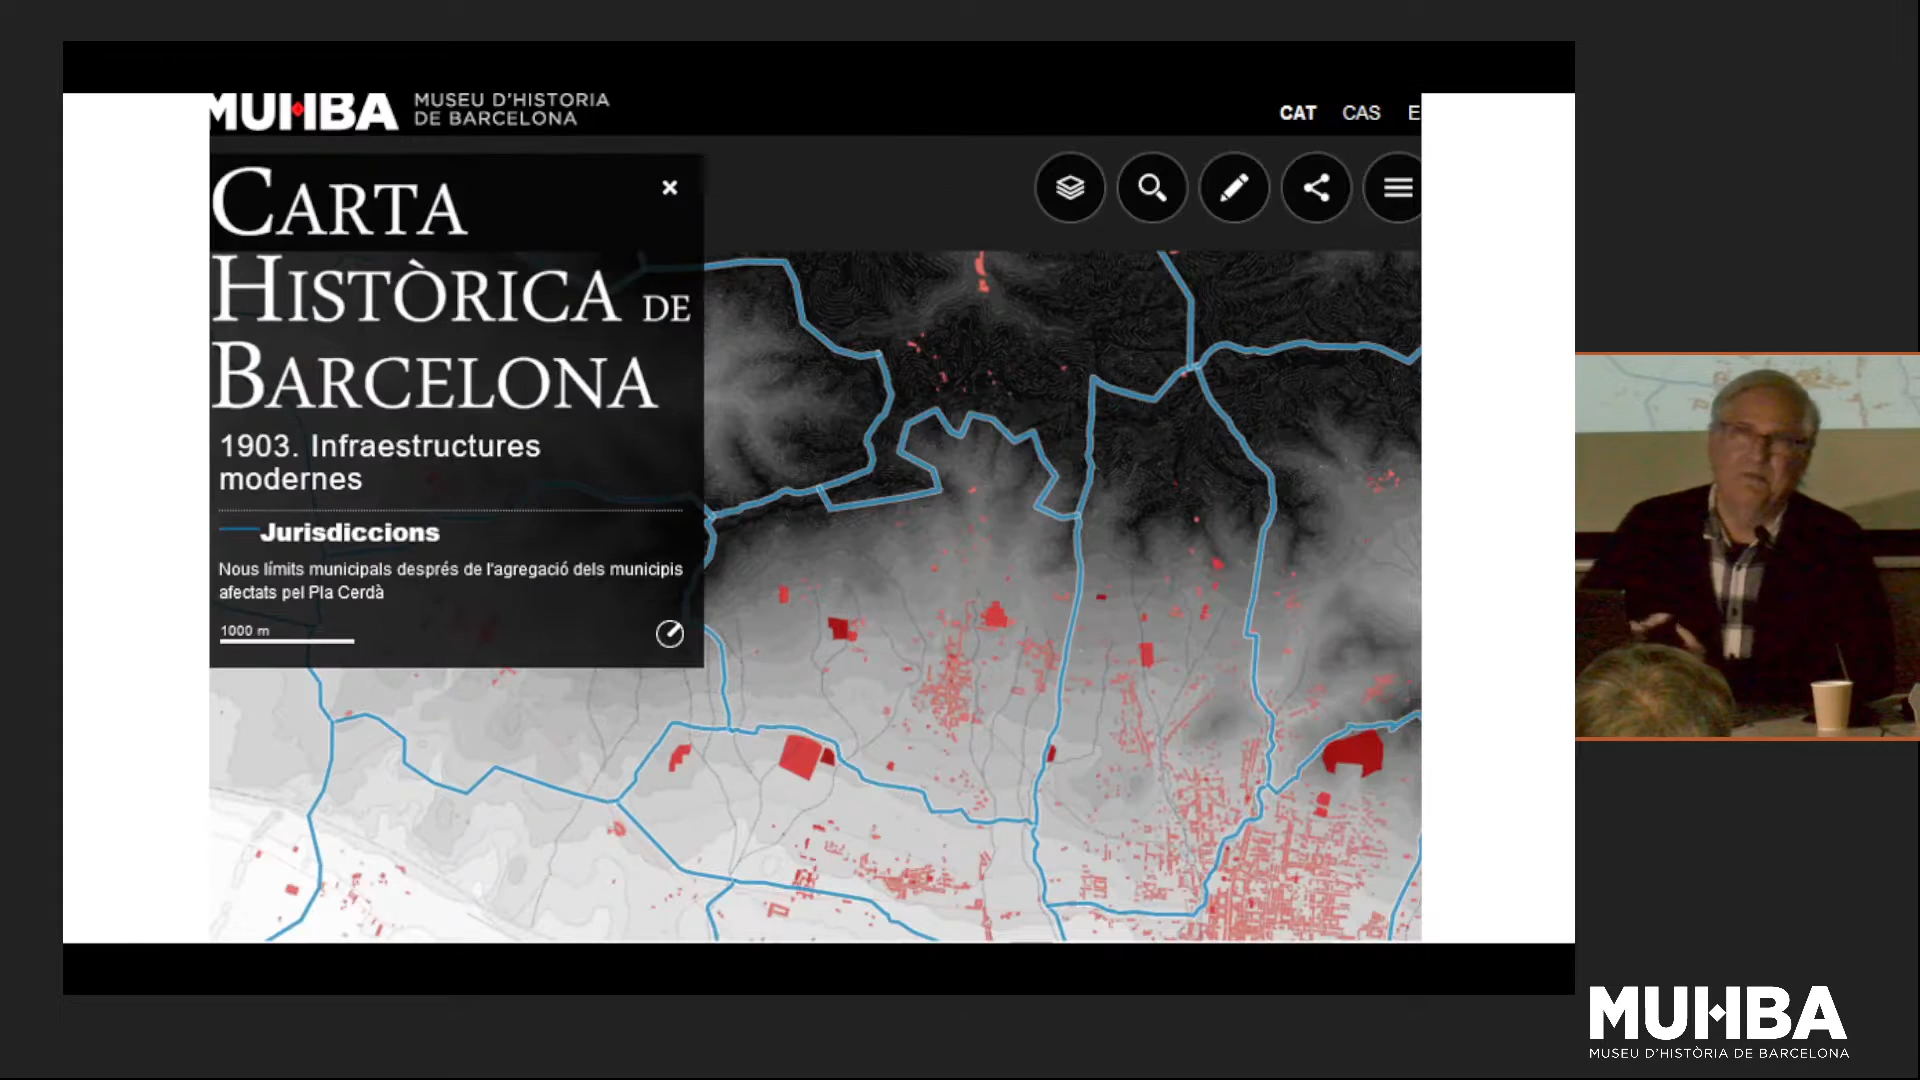 MUHBA MUSEU D'HISTÒRIA
DE BARCELONA
CAT CAS E
CARTA
HISTÒRICA DE
BARCELONA
1903. Infraestructures
modernes
Jurisdiccions
Nous límits municipals després de l'agregació dels municipis
afectats pel Pla Cerdà
1000 m
MUHBA
MUSEU D'HISTÒRIA DE BARCELONA